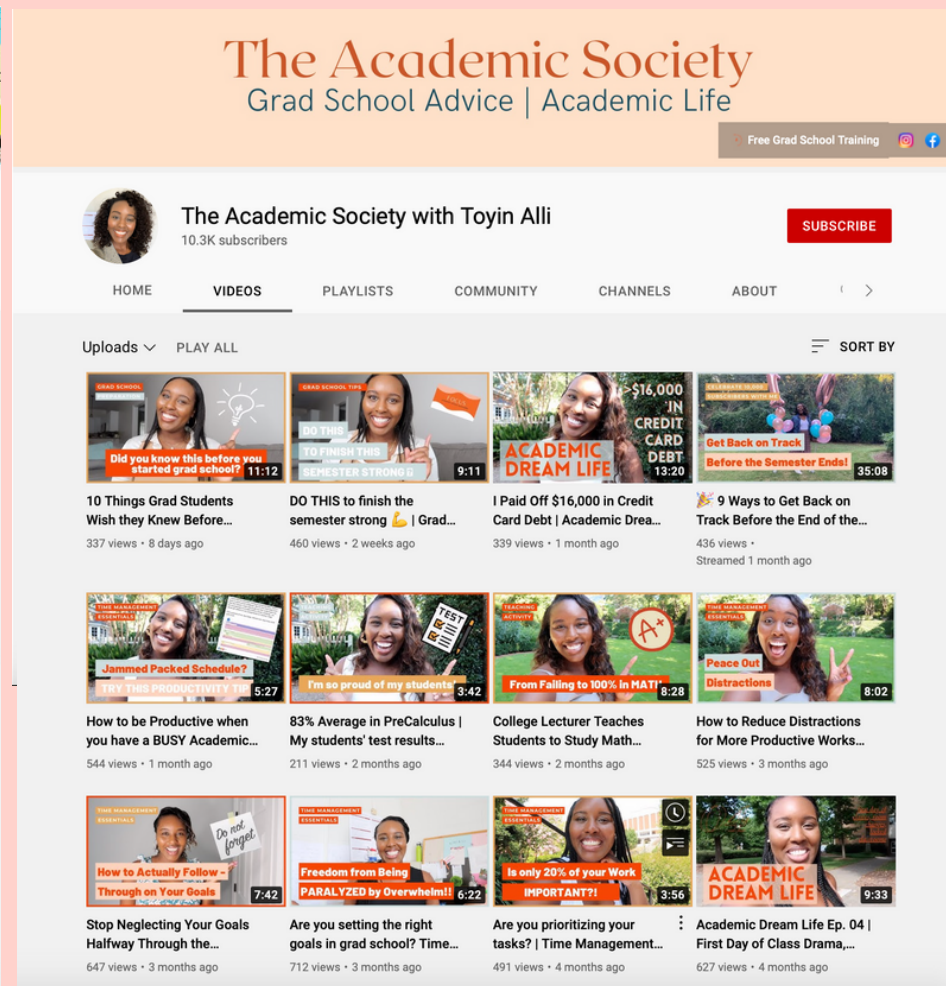 The Academic Society
Grad School Advice | Academic Life
Free Grad School Training
The Academic Society with Toyin Alli
10.3K subscribers
SUBSCRIBE
HOME VIDEOS PLAYLISTS COMMUNITY CHANNELS ABOUT
Uploads PLAY ALL
SORT BY
GRAD SCHOOL
PREPARATION
Did you know this before you
started grad school?
11:12
GRAD SCHOOL TIPS
FOCUS
DO THIS
TO FINISH THIS
SEMESTER STRONG
9:11
>$16,000
IN
CREDIT
CARD
DEBT
ACADEMIC
DREAM LIFE
13:20
CELEBRATE 10,000
SUBSCRIBERS WITH ME
Get Back on Track
Before the Semester Ends!
35:08
10 Things Grad Students
Wish they Knew Before...
337 views • 8 days ago
DO THIS to finish the
semester strong 💪 | Grad...
460 views • 2 weeks ago
I Paid Off $16,000 in Credit
Card Debt | Academic Drea...
339 views • 1 month ago
🎉 9 Ways to Get Back on
Track Before the End of the...
436 views •
Streamed 1 month ago
TIME MANAGEMENT
ESSENTIALS
Jammed Packed Schedule?
TRY THIS PRODUCTIVITY TIP
5:27
TEST
I'm so proud of my students
3:42
TEACHING
ACTIVITY
A+
From Failing to 100% in MATH
8:28
TIME MANAGEMENT
ESSENTIALS
Peace Out
Distractions
8:02
How to be Productive when
you have a BUSY Academic...
544 views • 1 month ago
83% Average in PreCalculus |
My students' test results...
211 views • 2 months ago
College Lecturer Teaches
Students to Study Math...
344 views • 2 months ago
How to Reduce Distractions
for More Productive Works...
525 views • 3 months ago
TIME MANAGEMENT
ESSENTIALS
Do not
forget
How to Actually Follow -
Through on Your Goals
7:42
TIME MANAGEMENT
ESSENTIALS
Freedom from Being
PARALYZED by Overwhelm!!
6:22
TIME MANAGEMENT
ESSENTIALS
Is only 20% of your Work
IMPORTANT?!
3:56
ACADEMIC
DREAM LIFE
9:33
Stop Neglecting Your Goals
Halfway Through the...
647 views • 3 months ago
Are you setting the right
goals in grad school? Time...
712 views • 3 months ago
Are you prioritizing your
tasks? | Time Management...
491 views • 4 months ago
Academic Dream Life Ep. 04 |
First Day of Class Drama,...
627 views • 4 months ago